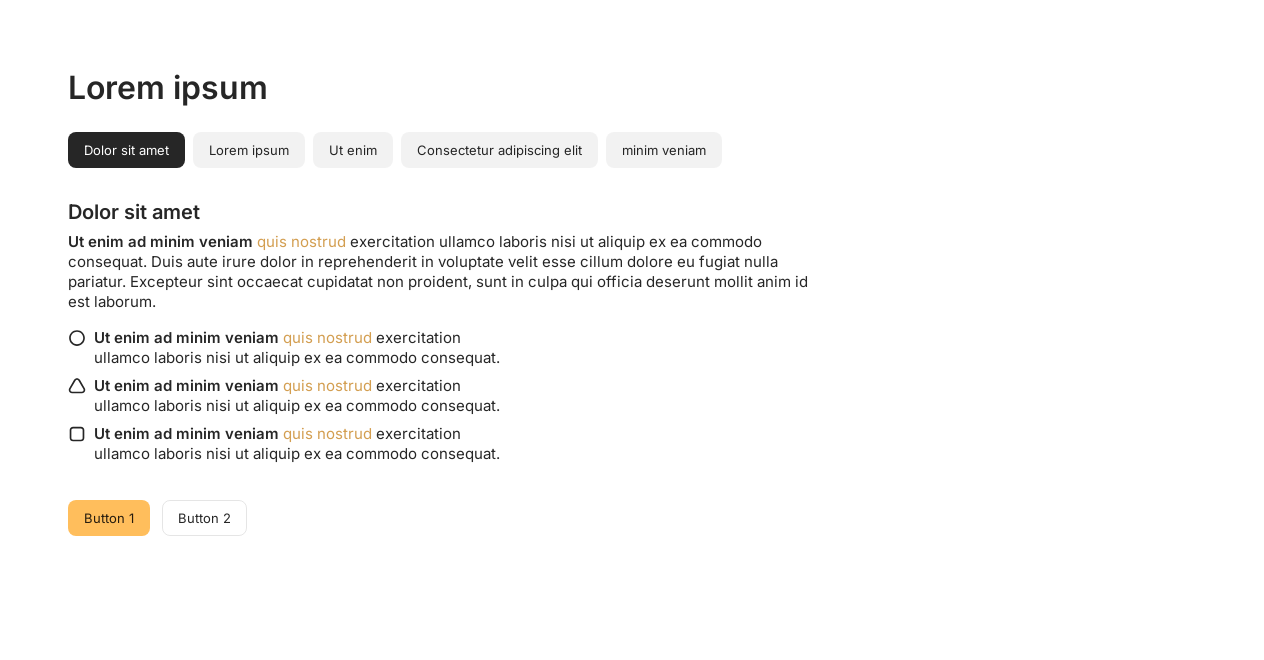 Lorem ipsum
Dolor sit amet
Lorem ipsum
Ut enim
Consectetur adipiscing elit
minim veniam
Dolor sit amet
Ut enim ad minim veniam quis nostrud exercitation ullamco laboris nisi ut aliquip ex ea commodo
consequat. Duis aute irure dolor in reprehenderit in voluptate velit esse cillum dolore eu fugiat nulla
pariatur. Excepteur sint occaecat cupidatat non proident, sunt in culpa qui officia deserunt mollit anim id
est laborum.
Ut enim ad minim veniam quis nostrud exercitation
ullamco laboris nisi ut aliquip ex ea commodo consequat.
Ut enim ad minim veniam quis nostrud exercitation
ullamco laboris nisi ut aliquip ex ea commodo consequat.
Ut enim ad minim veniam quis nostrud exercitation
ullamco laboris nisi ut aliquip ex ea commodo consequat.
Button 1
Button 2